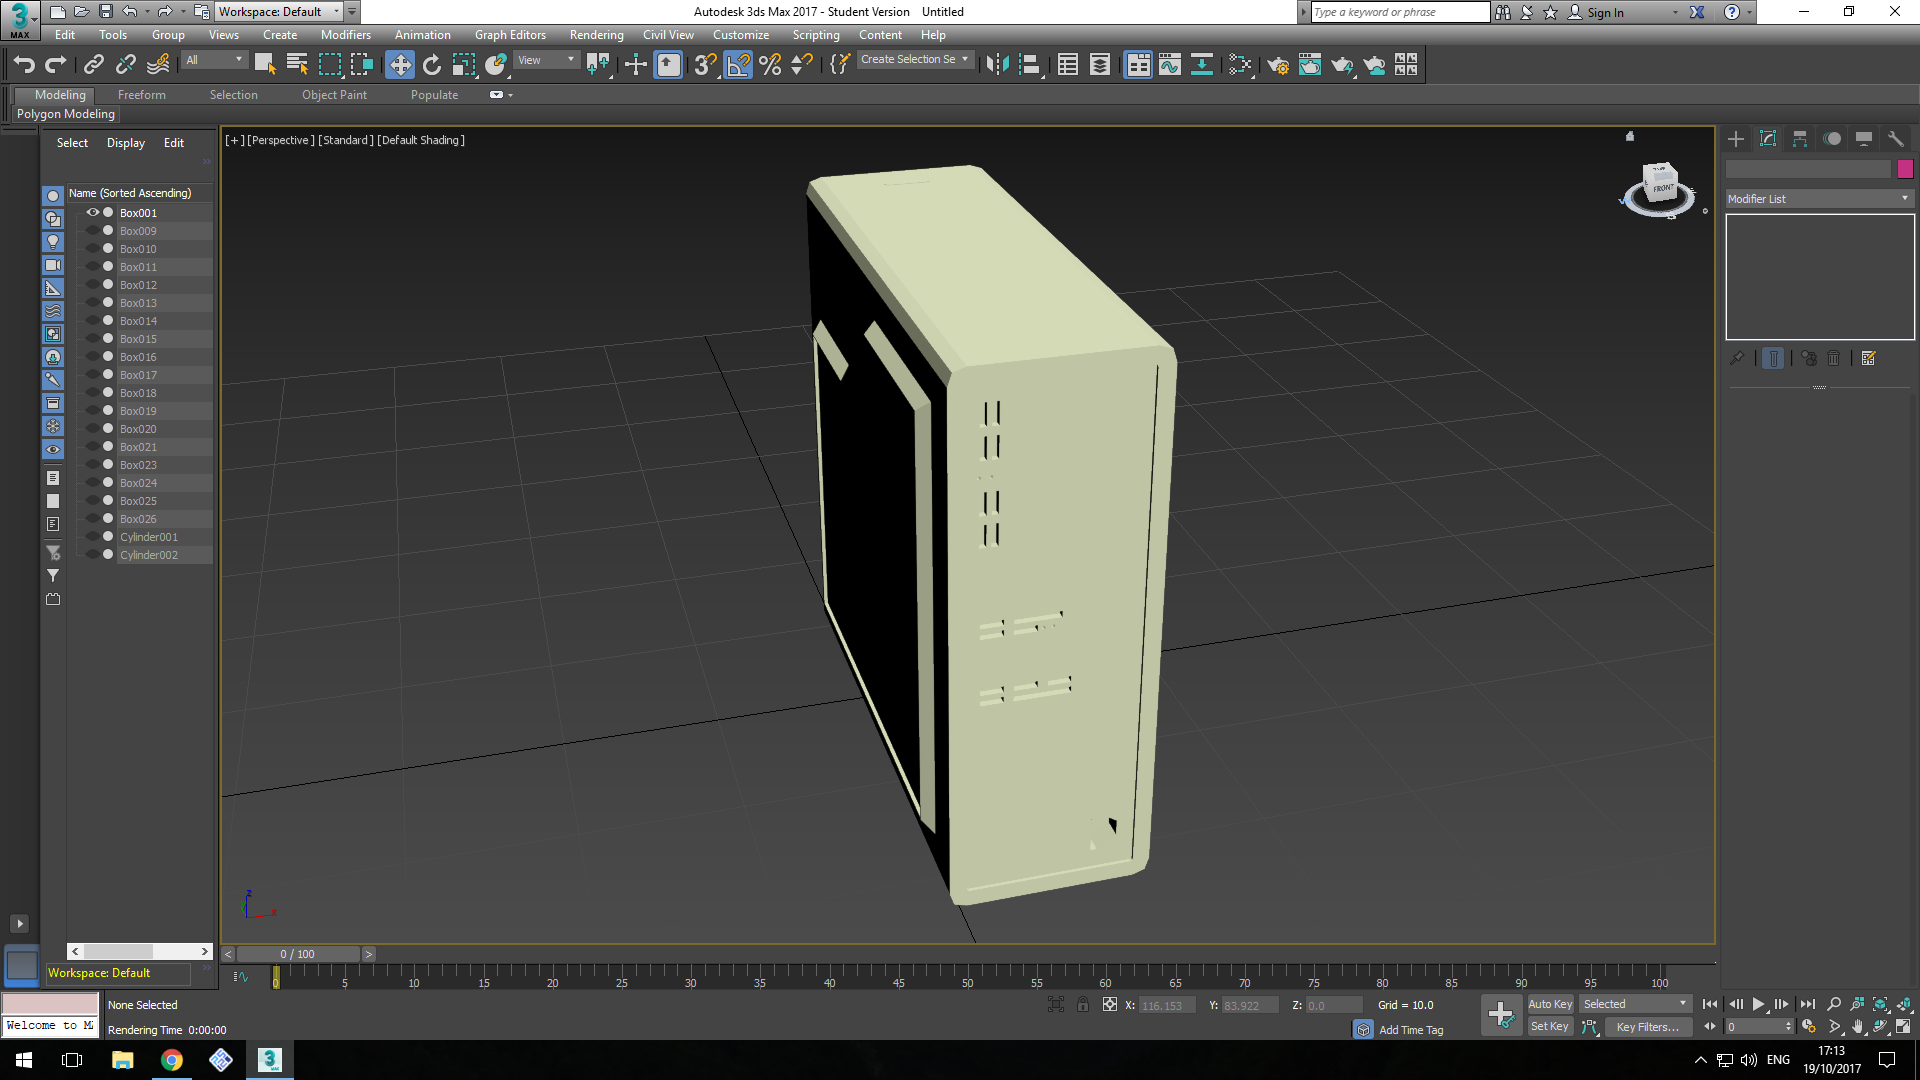 Workspace: Default
Autodesk 3ds Max 2017 - Student Version    Untitled
Type a keyword or phrase
Sign In
MAX
Edit Tools Group Views Create Modifiers Animation Graph Editors Rendering Civil View Customize Scripting Content Help
All
View
Create Selection Se
Modeling Freeform Selection Object Paint Populate
Polygon Modeling
Select Display Edit
[+] [Perspective ] [Standard ] [Default Shading ]
FRONT
Name (Sorted Ascending)
Box001
Box009
Box010
Box011
Box012
Box013
Box014
Box015
Box016
Box017
Box018
Box019
Box020
Box021
Box023
Box024
Box025
Box026
Cylinder001
Cylinder002
Modifier List
z
x
0 / 100
Workspace: Default
0 5 10 15 20 25 30 35 40 45 50 55 60 65 70 75 80 85 90 95 100
None Selected
X: 116.153 Y: 83.922 Z: 0.0 Grid = 10.0
Auto Key Selected
Welcome to M
Rendering Time 0:00:00
Add Time Tag
Set Key Key Filters...
0
ENG
17:13
19/10/2017